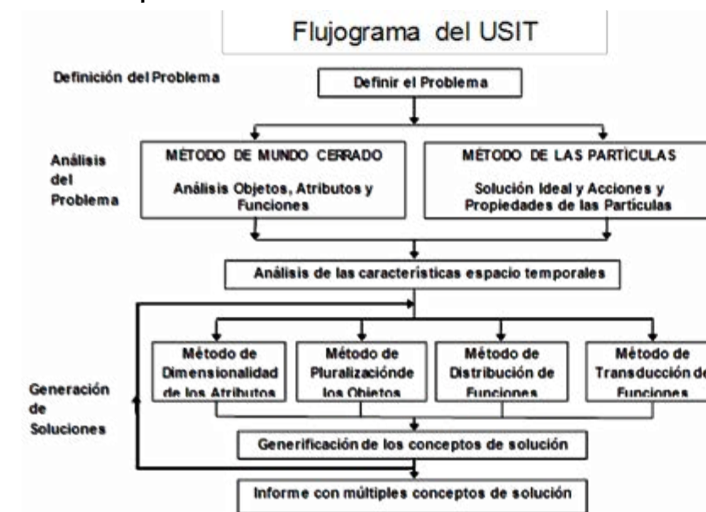 Flujograma del USIT
Definición del Problema
Definir el Problema
Análisis
del
Problema
MÉTODO DE MUNDO CERRADO
Análisis Objetos, Atributos y
Funciones
MÉTODO DE LAS PARTÍCULAS
Solución Ideal y Acciones y
Propiedades de las Partículas
Análisis de las características espacio temporales
Generación
de
Soluciones
Método de
Dimensionalidad
de los Atributos
Método de
Pluralizaciónde
los Objetos
Método de
Distribución de
Funciones
Método de
Transducción de
Funciones
Generificación de los conceptos de solución
Informe con múltiples conceptos de solución